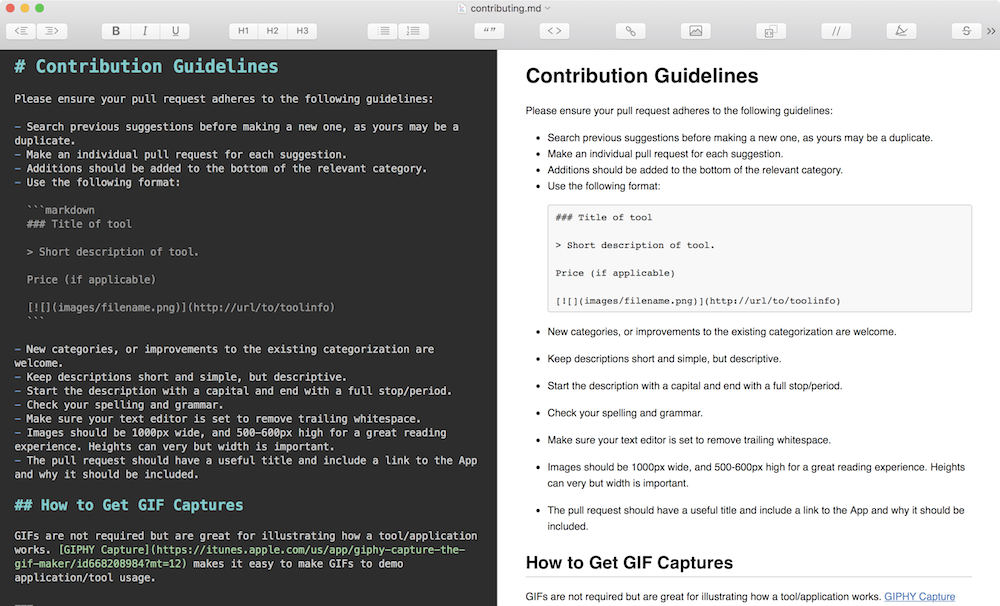 contributing.md
B I U H1 H2 H3 “” <> // S »
# Contribution Guidelines
Please ensure your pull request adheres to the following guidelines:
- Search previous suggestions before making a new one, as yours may be a
duplicate.
- Make an individual pull request for each suggestion.
- Additions should be added to the bottom of the relevant category.
- Use the following format:
```markdown
### Title of tool
> Short description of tool.
Price (if applicable)
[![](images/filename.png)](http://url/to/toolinfo)
```
- New categories, or improvements to the existing categorization are
welcome.
- Keep descriptions short and simple, but descriptive.
- Start the description with a capital and end with a full stop/period.
- Check your spelling and grammar.
- Make sure your text editor is set to remove trailing whitespace.
- Images should be 1000px wide, and 500-600px high for a great reading
experience. Heights can very but width is important.
- The pull request should have a useful title and include a link to the App
and why it should be included.
## How to Get GIF Captures
GIFs are not required but are great for illustrating how a tool/application
works. [GIPHY Capture](https://itunes.apple.com/us/app/giphy-capture-the-
gif-maker/id668208984?mt=12) makes it easy to make GIFs to demo
application/tool usage.
---
Contribution Guidelines
Please ensure your pull request adheres to the following guidelines:
• Search previous suggestions before making a new one, as yours may be a duplicate.
• Make an individual pull request for each suggestion.
• Additions should be added to the bottom of the relevant category.
• Use the following format:
### Title of tool
> Short description of tool.
Price (if applicable)
[![](images/filename.png)](http://url/to/toolinfo)
• New categories, or improvements to the existing categorization are welcome.
• Keep descriptions short and simple, but descriptive.
• Start the description with a capital and end with a full stop/period.
• Check your spelling and grammar.
• Make sure your text editor is set to remove trailing whitespace.
• Images should be 1000px wide, and 500-600px high for a great reading experience. Heights
can very but width is important.
• The pull request should have a useful title and include a link to the App and why it should be
included.
How to Get GIF Captures
GIFs are not required but are great for illustrating how a tool/application works. GIPHY Capture